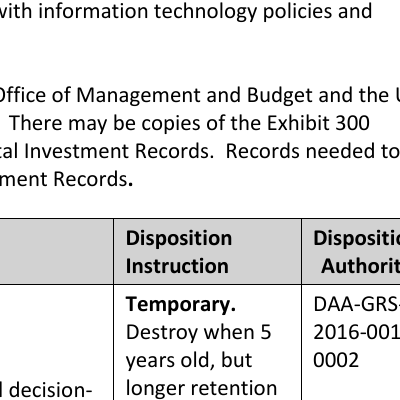 with information technology policies and
Office of Management and Budget and the
There may be copies of the Exhibit 300
tal Investment Records. Records needed to
ment Records.
Disposition Instruction
Disposi
Authori
Temporary.
Destroy when 5
years old, but
longer retention
DAA-GRS-
2016-001
0002
decision-